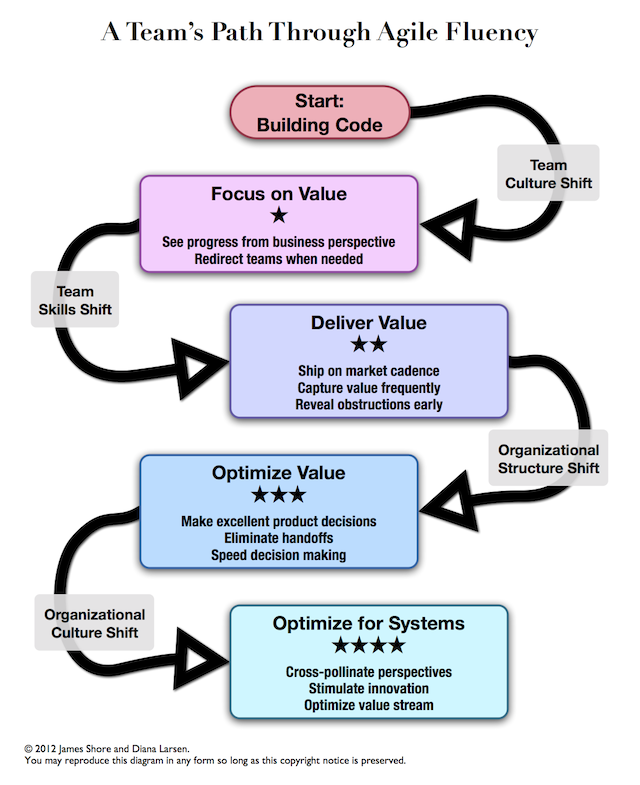 A Team's Path Through Agile Fluency
Start:
Building Code
Team
Culture Shift
Focus on Value
★
See progress from business perspective
Redirect teams when needed
Team
Skills Shift
Deliver Value
★★
Ship on market cadence
Capture value frequently
Reveal obstructions early
Organizational
Structure Shift
Optimize Value
★★★
Make excellent product decisions
Eliminate handoffs
Speed decision making
Organizational
Culture Shift
Optimize for Systems
★★★★
Cross-pollinate perspectives
Stimulate innovation
Optimize value stream
© 2012 James Shore and Diana Larsen.
You may reproduce this diagram in any form so long as this copyright notice is preserved.